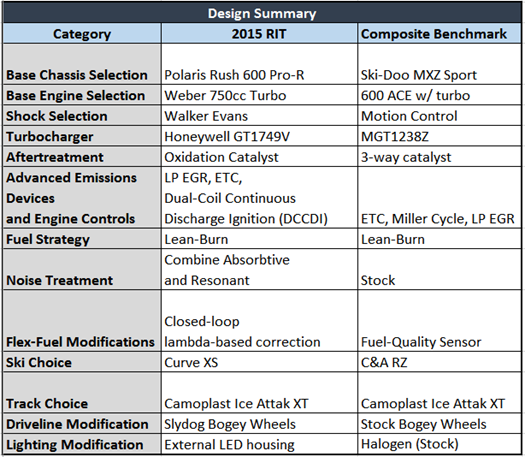 Design Summary
Category 2015 RIT Composite Benchmark
Base Chassis Selection Polaris Rush 600 Pro-R Ski-Doo MXZ Sport
Base Engine Selection Weber 750cc Turbo 600 ACE w/ turbo
Shock Selection Walker Evans Motion Control
Turbocharger Honeywell GT1749V MGT1238Z
Aftertreatment Oxidation Catalyst 3-way catalyst
Advanced Emissions LP EGR, ETC,
Devices Dual-Coil Continuous
and Engine Controls Discharge Ignition (DCCDI) ETC, Miller Cycle, LP EGR
Fuel Strategy Lean-Burn Lean-Burn
Combine Absorbtive
Noise Treatment and Resonant Stock
Closed-loop
Flex-Fuel Modifications lambda-based correction Fuel-Quality Sensor
Ski Choice Curve XS C&A RZ
Track Choice Camoplast Ice Attak XT Camoplast Ice Attak XT
Driveline Modification Slydog Bogey Wheels Stock Bogey Wheels
Lighting Modification External LED housing Halogen (Stock)